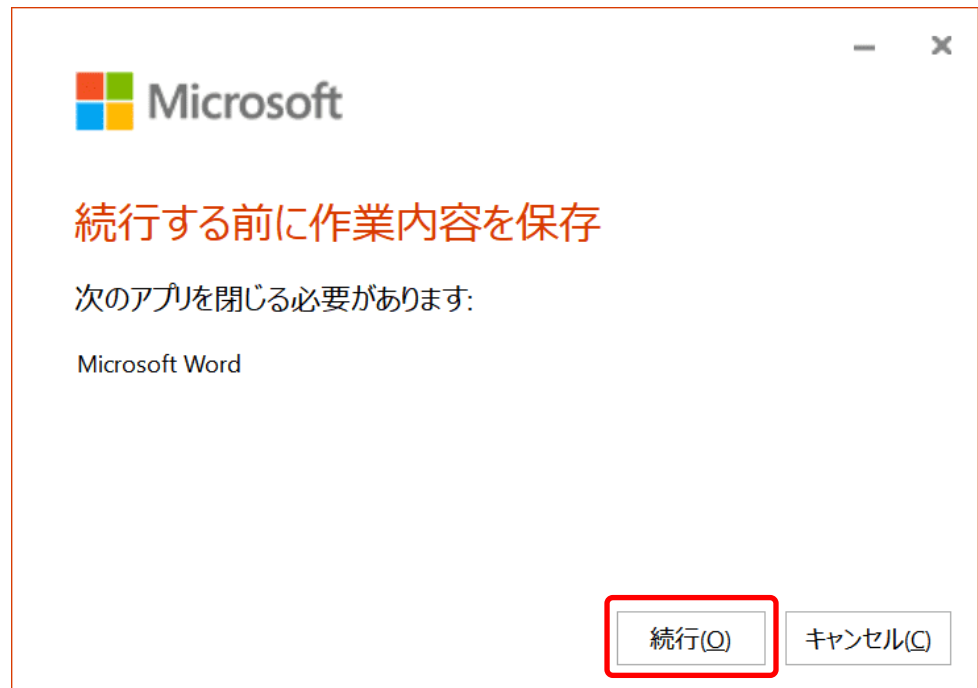 Microsoft
続行する前に作業内容を保存
次のアプリを閉じる必要があります:
Microsoft Word
続行(O)
キャンセル(C)